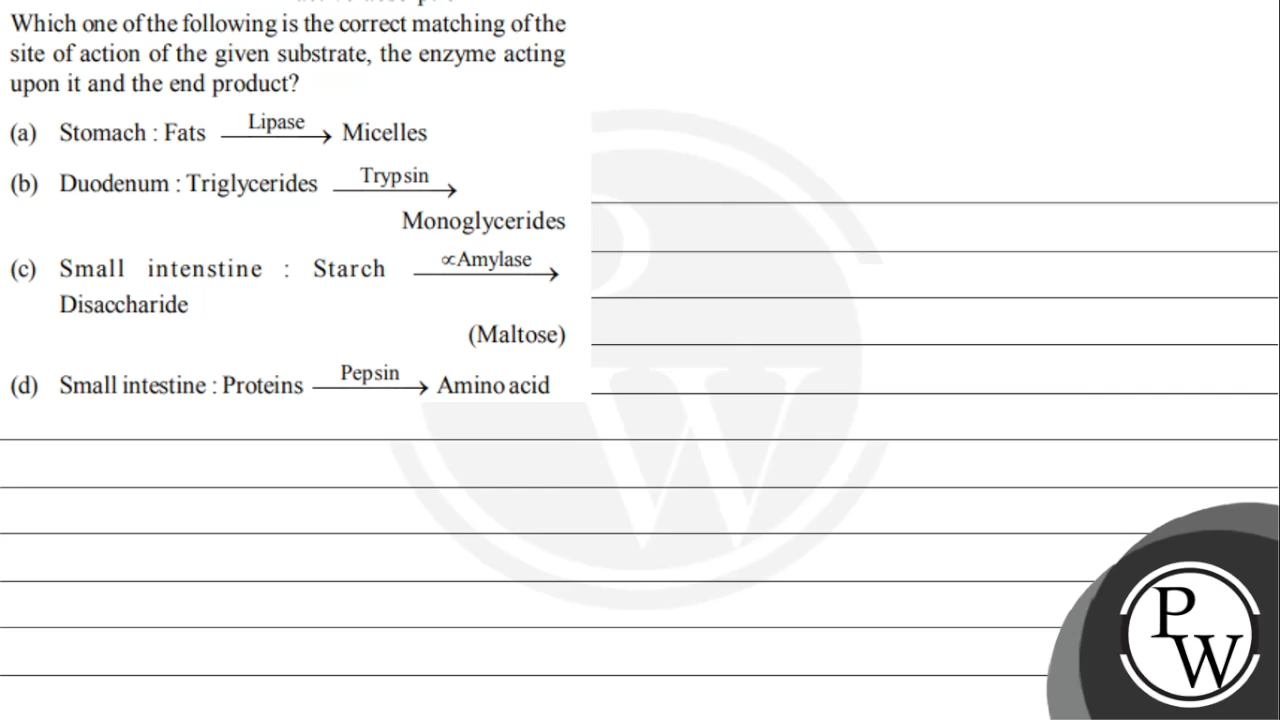 Which one of the following is the correct matching of the
site of action of the given substrate, the enzyme acting
upon it and the end product?
(a) Stomach : Fats —Lipase→ Micelles
(b) Duodenum : Triglycerides —Trypsin→
Monoglycerides
(c) Small intenstine : Starch —∝Amylase→
Disaccharide
(Maltose)
(d) Small intestine : Proteins —Pepsin→ Amino acid
PW